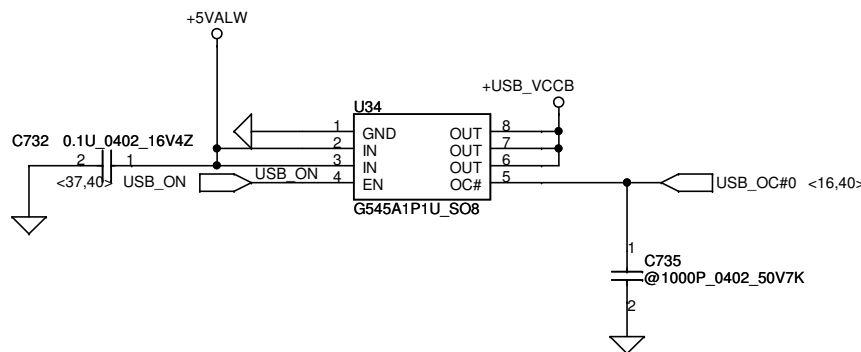 +5VALW
+USB_VCCB
U34
C732 0.1U_0402_16V4Z
1 GND OUT 8
2 IN OUT 7
2 1 3 IN OUT 6
<37,40> USB_ON USB_ON 4 EN OC# 5 USB_OC#0 <16,40>
G545A1P1U_SO8
1
C735
@1000P_0402_50V7K
2